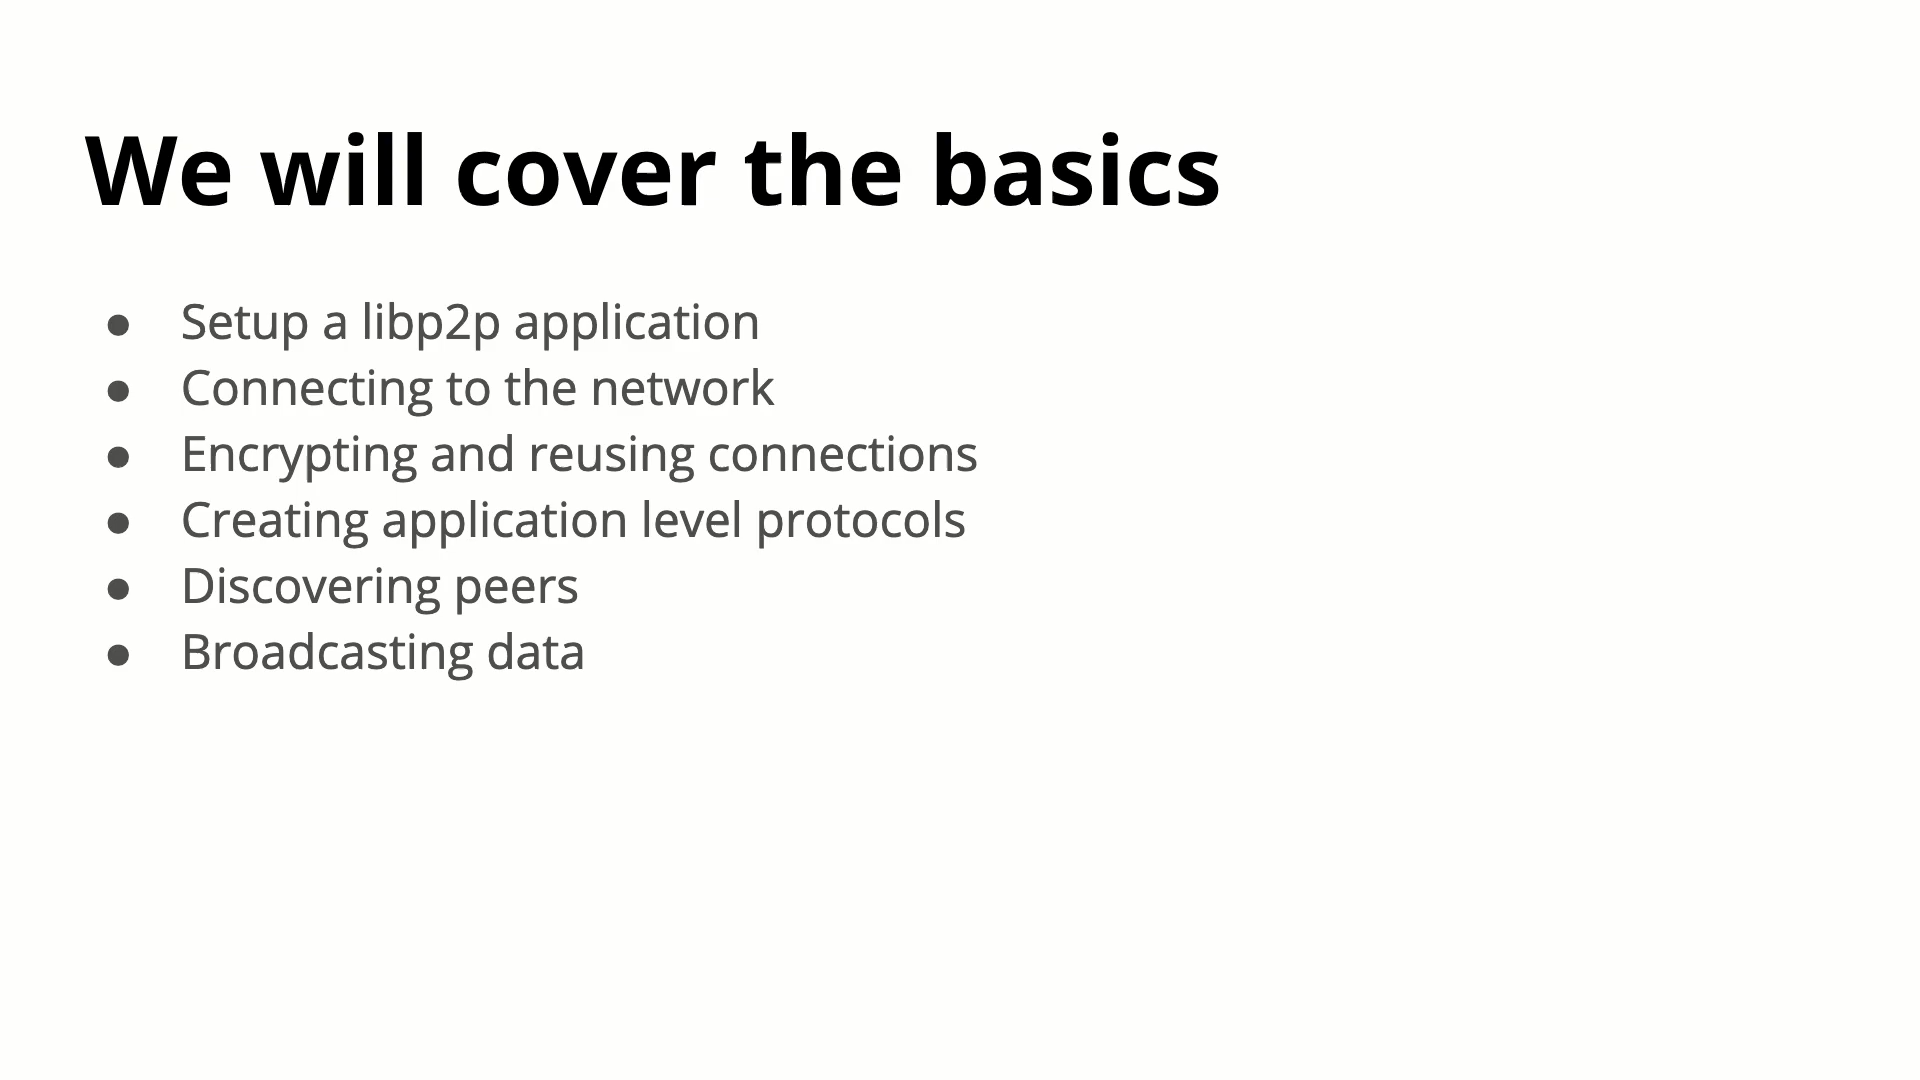 We will cover the basics
● Setup a libp2p application
● Connecting to the network
● Encrypting and reusing connections
● Creating application level protocols
● Discovering peers
● Broadcasting data